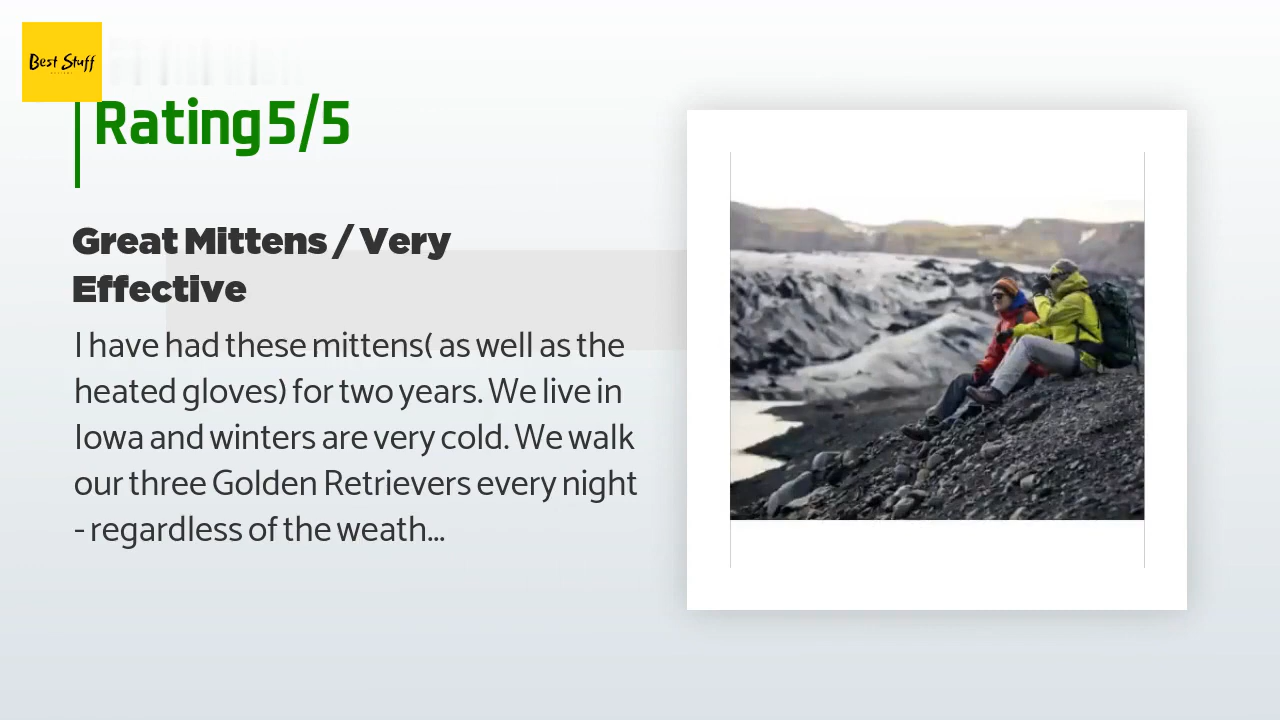 Best Stuff
Rating 5/5
Great Mittens / Very
Effective
I have had these mittens( as well as the
heated gloves) for two years. We live in
Iowa and winters are very cold. We walk
our three Golden Retrievers every night
- regardless of the weath...